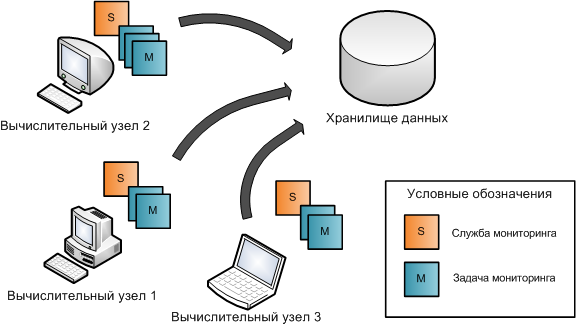 S
M
Вычислительный узел 2
Хранилище данных
S
M
Вычислительный узел 1
S
M
Вычислительный узел 3
Условные обозначения
S Служба мониторинга
M Задача мониторинга